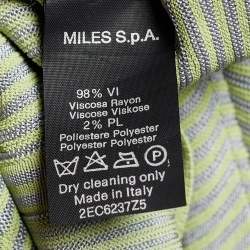 MILES S.p.A.
98% VI
Viscosa Rayon
Viscose Viskose
2% PL
Poliestere Polyester
Polyester Polyester
Dry cleaning only
Made in Italy
2EC6237Z5